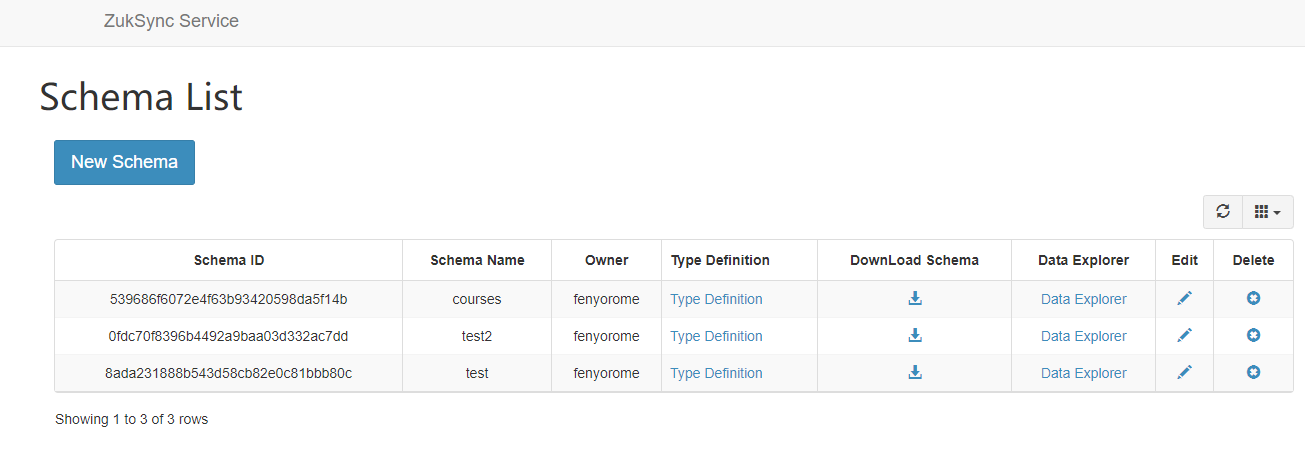 ZukSync Service
Schema List
New Schema
Schema ID Schema Name Owner Type Definition DownLoad Schema Data Explorer Edit Delete
539686f6072e4f63b93420598da5f14b courses fenyorome Type Definition Data Explorer
0fdc70f8396b4492a9baa03d332ac7dd test2 fenyorome Type Definition Data Explorer
8ada231888b543d58cb82e0c81bbb80c test fenyorome Type Definition Data Explorer
Showing 1 to 3 of 3 rows